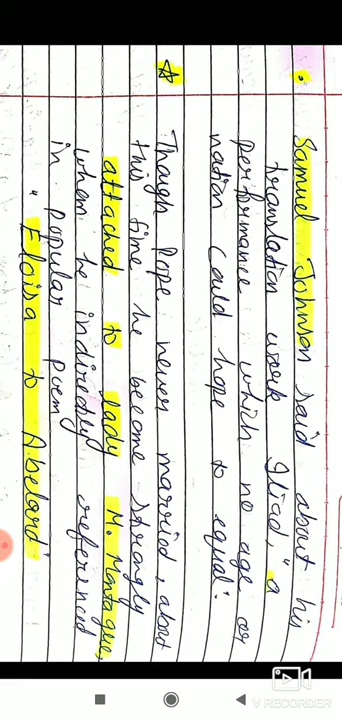 • Samuel Johnson said about his
translation work Iliad, "a
performance which no age or
nation could hope to equal".
☆ Though Pope never married, about
this time he become strongly
attached to lady M. Montague,
whom he indirectly referenced
in popular poem
"Eloisa to Abelard"
V RECORDER